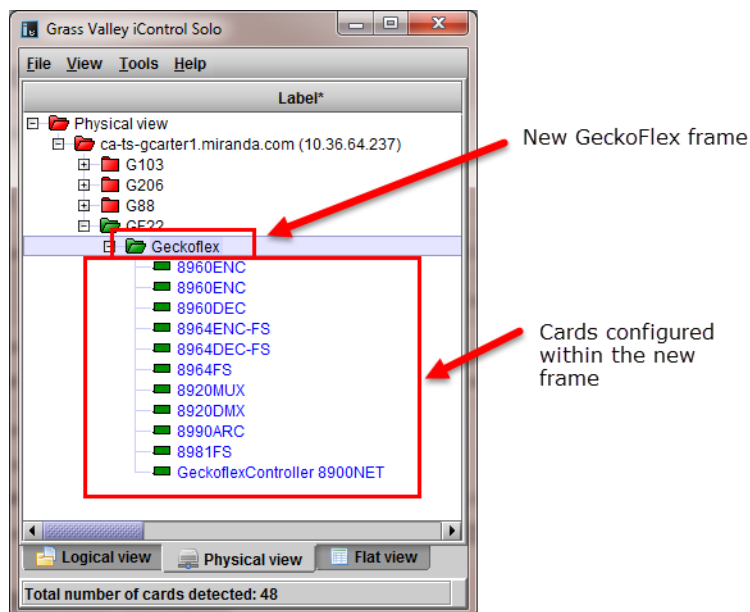 Grass Valley iControl Solo
File View Tools Help
Label*
Physical view
ca-ts-gcarter1.miranda.com (10.36.64.237)
G103
G206
G88
GF22
Geckoflex
8960ENC
8960ENC
8960DEC
8964ENC-FS
8964DEC-FS
8964FS
8920MUX
8920DMX
8990ARC
8981FS
GeckoflexController 8900NET
Logical view Physical view Flat view
Total number of cards detected: 48
New GeckoFlex frame
Cards configured
within the new
frame